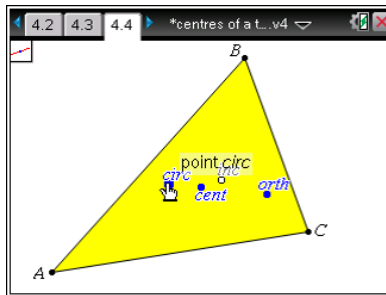 4.2 4.3 4.4 *centres of a t...v4
B
point circ
circ inc
cent orth
C
A